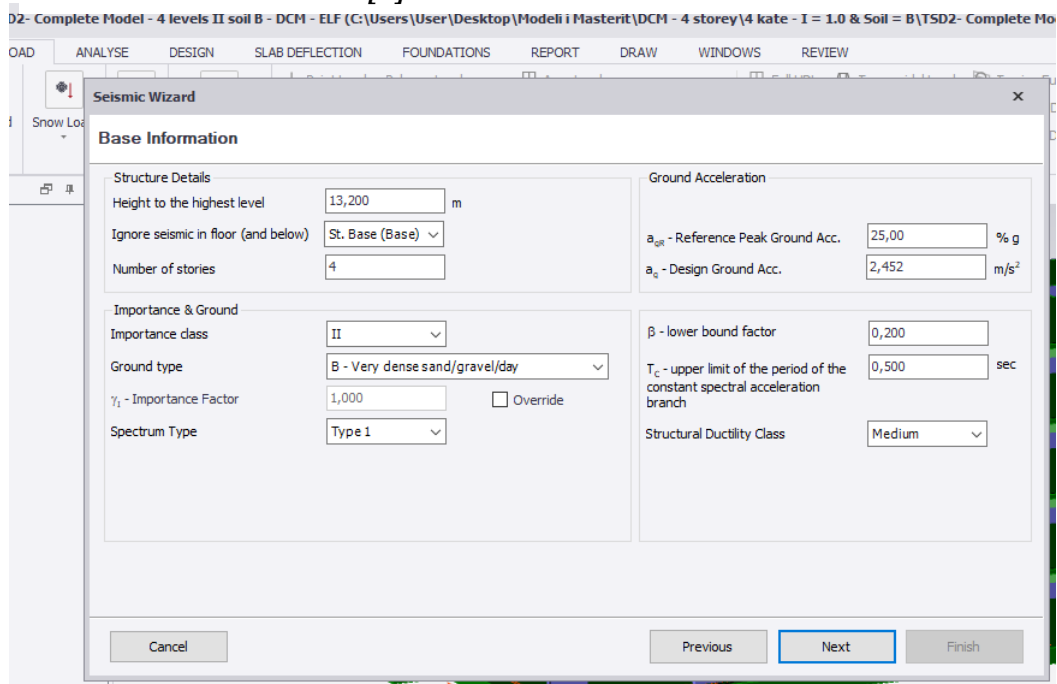 D2- Complete Model - 4 levels II soil B - DCM - ELF (C:\Users\User\Desktop\Modeli i Masterit\DCM - 4 storey\4 kate - I = 1.0 & Soil = B\TSD2- Complete Mo
OAD ANALYSE DESIGN SLAB DEFLECTION FOUNDATIONS REPORT DRAW WINDOWS REVIEW
Snow Loa
Seismic Wizard
Base Information
Structure Details
Height to the highest level 13,200 m
Ignore seismic in floor (and below) St. Base (Base)
Number of stories 4
Ground Acceleration
agR - Reference Peak Ground Acc. 25,00 % g
ag - Design Ground Acc. 2,452 m/s²
Importance & Ground
Importance class II
Ground type B - Very dense sand/gravel/day
γI - Importance Factor 1,000 Override
Spectrum Type Type 1
β - lower bound factor 0,200
TC - upper limit of the period of the 0,500 sec
constant spectral acceleration
branch
Structural Ductility Class Medium
Cancel Previous Next Finish